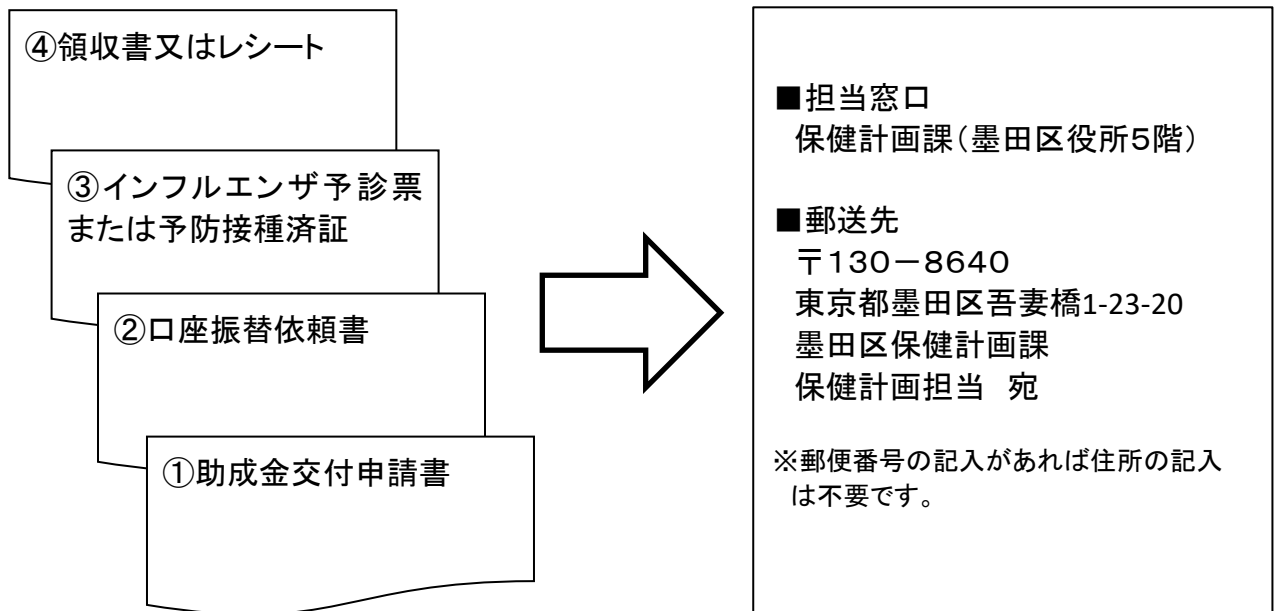 ④領収書又はレシート
③インフルエンザ予診票
または予防接種済証
②口座振替依頼書
①助成金交付申請書
■担当窓口
保健計画課（墨田区役所５階）
■郵送先
〒１３０－８６４０
東京都墨田区吾妻橋1-23-20
墨田区保健計画課
保健計画担当　宛
※郵便番号の記入があれば住所の記入
は不要です。